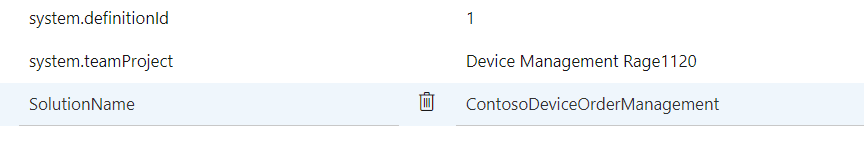 system.definitionId 1
system.teamProject Device Management Rage1120
SolutionName ContosoDeviceOrderManagement